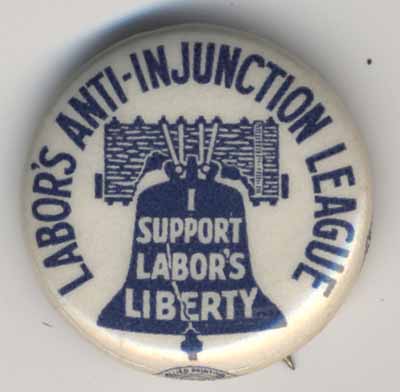 LABOR'S ANTI-INJUNCTION LEAGUE
I
SUPPORT
LABOR'S
LIBERTY